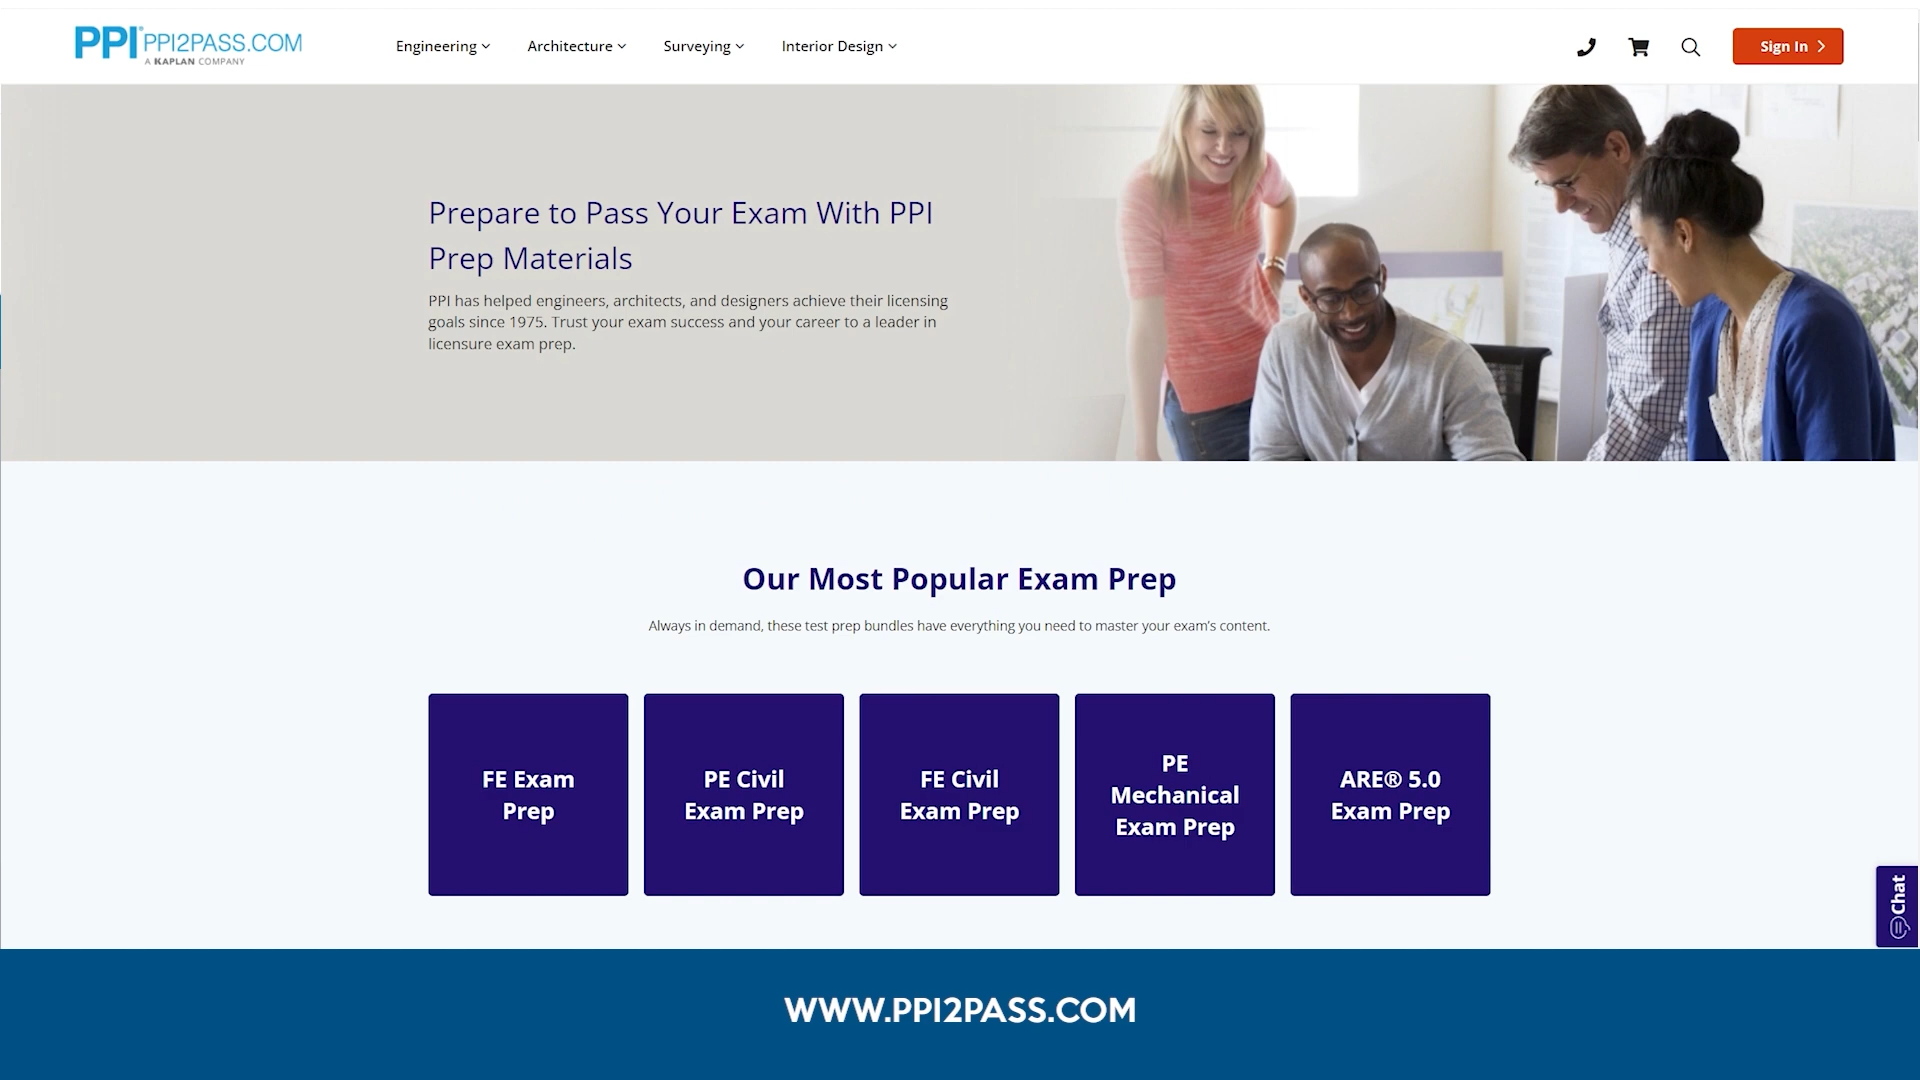 PPI® PPI2PASS.COM
A KAPLAN COMPANY
Engineering
Architecture
Surveying
Interior Design
Sign In
Prepare to Pass Your Exam With PPI
Prep Materials
PPI has helped engineers, architects, and designers achieve their licensing
goals since 1975. Trust your exam success and your career to a leader in
licensure exam prep.
Our Most Popular Exam Prep
Always in demand, these test prep bundles have everything you need to master your exam's content.
FE Exam
Prep
PE Civil
Exam Prep
FE Civil
Exam Prep
PE
Mechanical
Exam Prep
ARE® 5.0
Exam Prep
Chat
WWW.PPI2PASS.COM